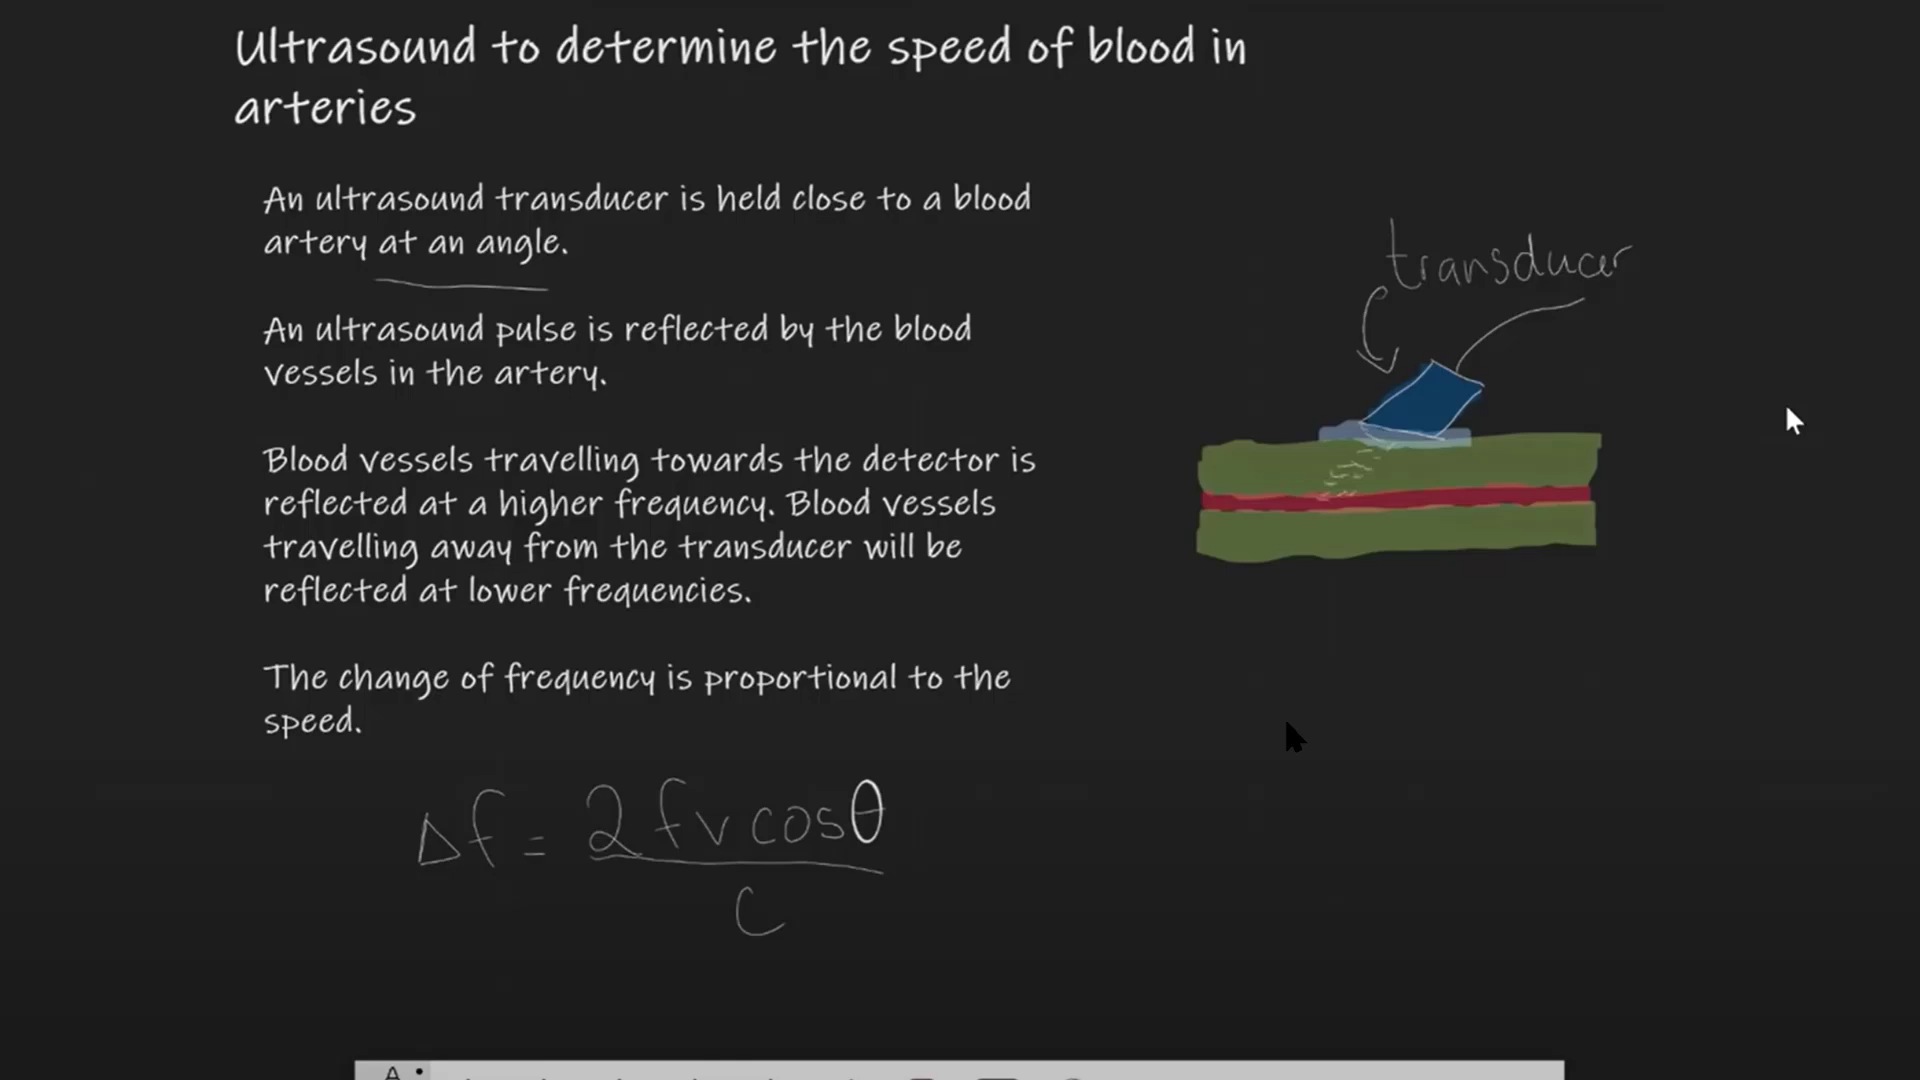 Ultrasound to determine the speed of blood in
arteries
An ultrasound transducer is held close to a blood
artery at an angle.
An ultrasound pulse is reflected by the blood
vessels in the artery.
Blood vessels travelling towards the detector is
reflected at a higher frequency. Blood vessels
travelling away from the transducer will be
reflected at lower frequencies.
The change of frequency is proportional to the
speed.
Δf = 2fvcosθ
c
transducer